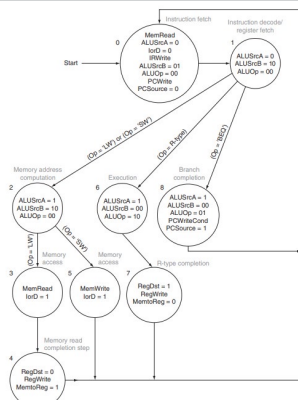 Instruction fetch
Instruction decode/
register fetch
0
MemRead
ALUSrcA = 0
IorD = 0
IRWrite
ALUSrcB = 01
ALUOp = 00
PCWrite
PCSource = 0
Start
1
ALUSrcA = 0
ALUSrcB = 10
ALUOp = 00
(Op = 'LW') or (Op = 'SW')
(Op = R-type)
(Op = 'BEQ')
Memory address
computation
2
ALUSrcA = 1
ALUSrcB = 10
ALUOp = 00
Execution
6
ALUSrcA = 1
ALUSrcB = 00
ALUOp = 10
Branch
completion
8
ALUSrcA = 1
ALUSrcB = 00
ALUOp = 01
PCWriteCond
PCSource = 1
(Op = 'LW')
(Op = 'SW')
Memory
access
3
MemRead
IorD = 1
Memory
access
5
MemWrite
IorD = 1
R-type completion
7
RegDst = 1
RegWrite
MemtoReg = 0
Memory read
completion step
4
RegDst = 0
RegWrite
MemtoReg = 1